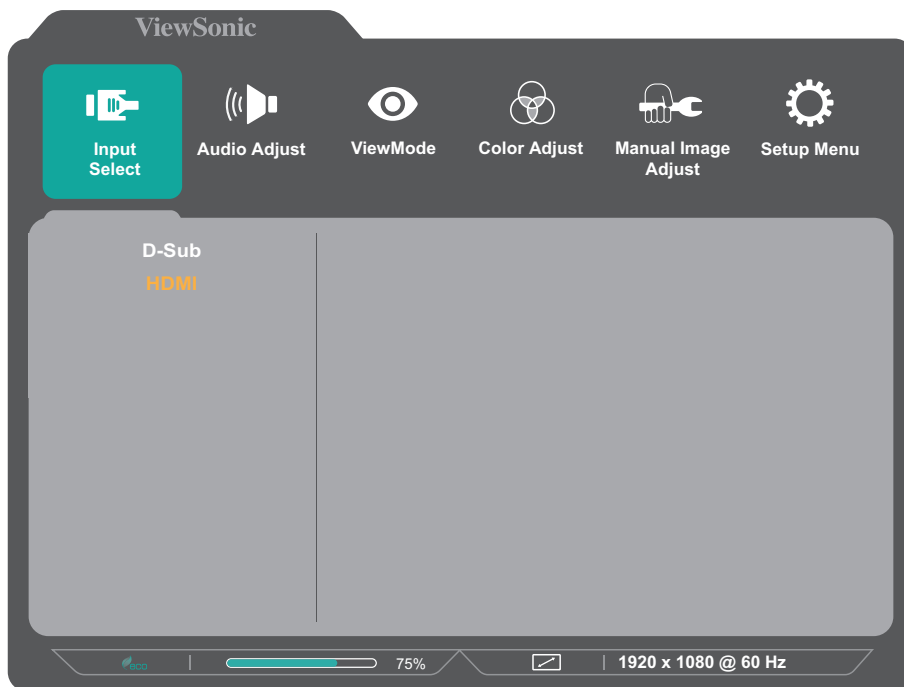 ViewSonic
Input Select
Audio Adjust
ViewMode
Color Adjust
Manual Image Adjust
Setup Menu
D-Sub
HDMI
eco
75%
1920 x 1080 @ 60 Hz